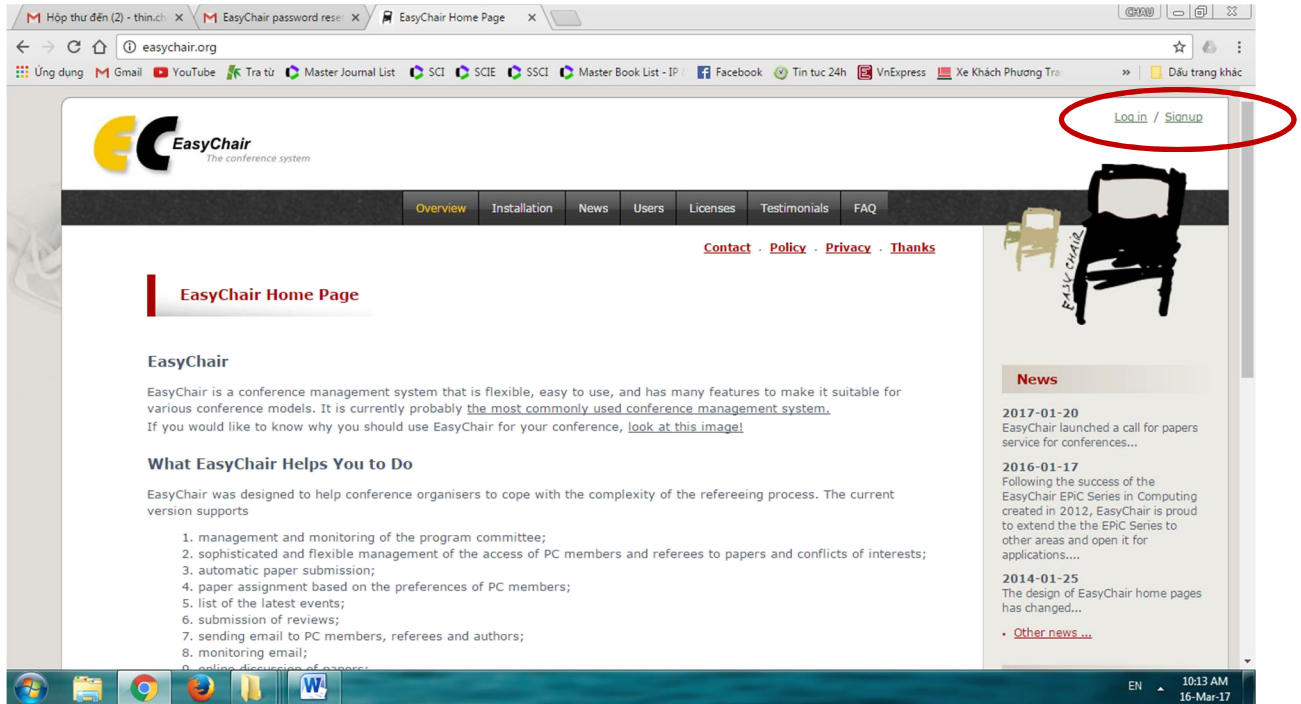 Hộp thư đến (2) - thin.ch
EasyChair password rese
EasyChair Home Page
CHAU
easychair.org
Ứng dụng
Gmail
YouTube
Tra từ
Master Journal List
SCI
SCIE
SSCI
Master Book List - IP
Facebook
Tin tuc 24h
VnExpress
Xe Khách Phương Tra
»
Dấu trang khác
EC
EasyChair
The conference system
Log in / Signup
Overview
Installation
News
Users
Licenses
Testimonials
FAQ
EASY CHAIR
Contact . Policy . Privacy . Thanks
EasyChair Home Page
EasyChair
EasyChair is a conference management system that is flexible, easy to use, and has many features to make it suitable for
various conference models. It is currently probably the most commonly used conference management system.
If you would like to know why you should use EasyChair for your conference, look at this image!
What EasyChair Helps You to Do
EasyChair was designed to help conference organisers to cope with the complexity of the refereeing process. The current
version supports
1. management and monitoring of the program committee;
2. sophisticated and flexible management of the access of PC members and referees to papers and conflicts of interests;
3. automatic paper submission;
4. paper assignment based on the preferences of PC members;
5. list of the latest events;
6. submission of reviews;
7. sending email to PC members, referees and authors;
8. monitoring email;
9. online discussion of papers;
News
2017-01-20
EasyChair launched a call for papers
service for conferences...
2016-01-17
Following the success of the
EasyChair EPiC Series in Computing
created in 2012, EasyChair is proud
to extend the the EPiC Series to
other areas and open it for
applications....
2014-01-25
The design of EasyChair home pages
has changed...
• Other news ...
EN
10:13 AM
16-Mar-17